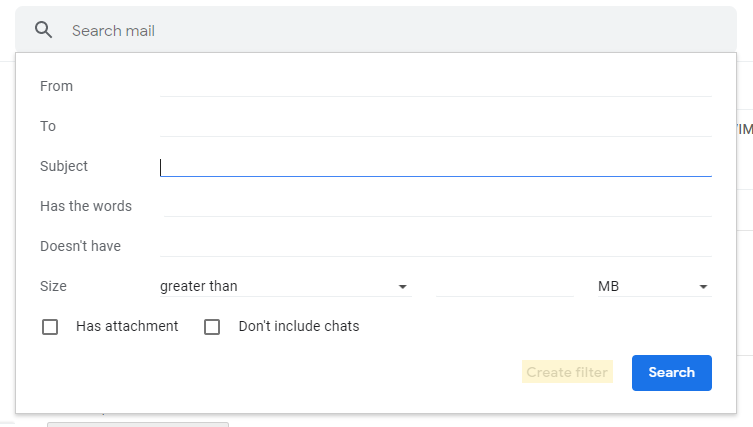 Search mail
From
To
Subject
Has the words
Doesn't have
Size greater than MB
Has attachment Don't include chats
Create filter Search